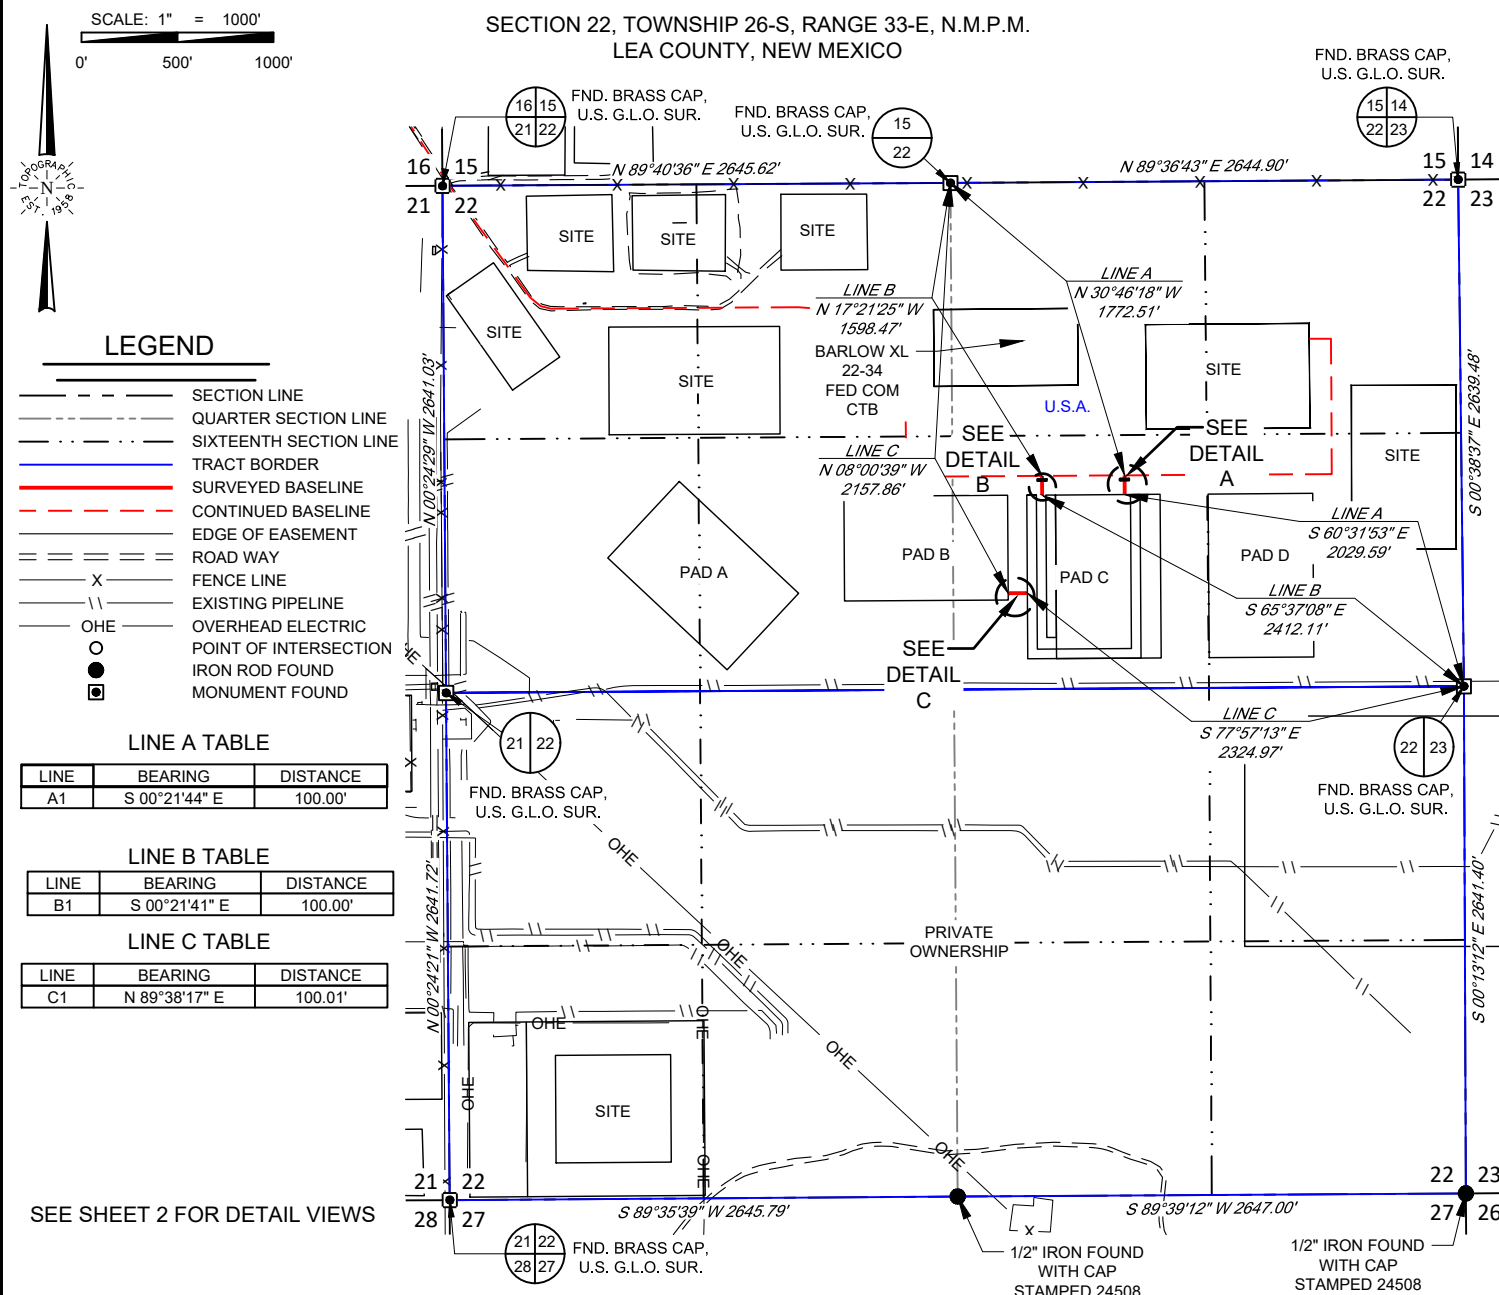 SCALE: 1" = 1000'
0' 500' 1000'
SECTION 22, TOWNSHIP 26-S, RANGE 33-E, N.M.P.M.
LEA COUNTY, NEW MEXICO
TOPOGRAPHIC
N
EST. 1958
16 15
21 22
FND. BRASS CAP,
U.S. G.L.O. SUR.
FND. BRASS CAP,
U.S. G.L.O. SUR.
15
22
FND. BRASS CAP,
U.S. G.L.O. SUR.
15 14
22 23
16 15
21 22
N 89°40'36" E 2645.62'
N 89°36'43" E 2644.90'
15 14
22 23
X X X X X X X X X
SITE
SITE
SITE
SITE
SITE
SITE
SITE
LINE A
N 30°46'18" W
1772.51'
LINE B
N 17°21'25" W
1598.47'
BARLOW XL
22-34
FED COM
CTB
U.S.A.
LINE C
N 08°00'39" W
2157.86'
SEE
DETAIL
B
SEE
DETAIL
A
N 00°24'29" W 2641.03'
S 00°38'37" E 2639.48'
LINE A
S 60°31'53" E
2029.59'
LINE B
S 65°37'08" E
2412.11'
PAD A
PAD B
PAD C
PAD D
SEE
DETAIL
C
LINE C
S 77°57'13" E
2324.97'
LEGEND
SECTION LINE
QUARTER SECTION LINE
SIXTEENTH SECTION LINE
TRACT BORDER
SURVEYED BASELINE
CONTINUED BASELINE
EDGE OF EASEMENT
ROAD WAY
X FENCE LINE
\\ EXISTING PIPELINE
OHE OVERHEAD ELECTRIC
POINT OF INTERSECTION
IRON ROD FOUND
MONUMENT FOUND
LINE A TABLE
LINE BEARING DISTANCE
A1 S 00°21'44" E 100.00'
LINE B TABLE
LINE BEARING DISTANCE
B1 S 00°21'41" E 100.00'
LINE C TABLE
LINE BEARING DISTANCE
C1 N 89°38'17" E 100.01'
OHE
21 22
FND. BRASS CAP,
U.S. G.L.O. SUR.
22 23
FND. BRASS CAP,
U.S. G.L.O. SUR.
OHE
N 00°24'21" W 2641.72'
S 00°13'12" E 2641.40'
PRIVATE
OWNERSHIP
OHE
OHE
OHE
OHE
OHE
OHE
OHE
SITE
21 22
28 27
22 23
27 26
SEE SHEET 2 FOR DETAIL VIEWS
S 89°35'39" W 2645.79'
S 89°39'12" W 2647.00'
X
21 22
28 27
FND. BRASS CAP,
U.S. G.L.O. SUR.
1/2" IRON FOUND
WITH CAP
STAMPED 24508
1/2" IRON FOUND
WITH CAP
STAMPED 24508